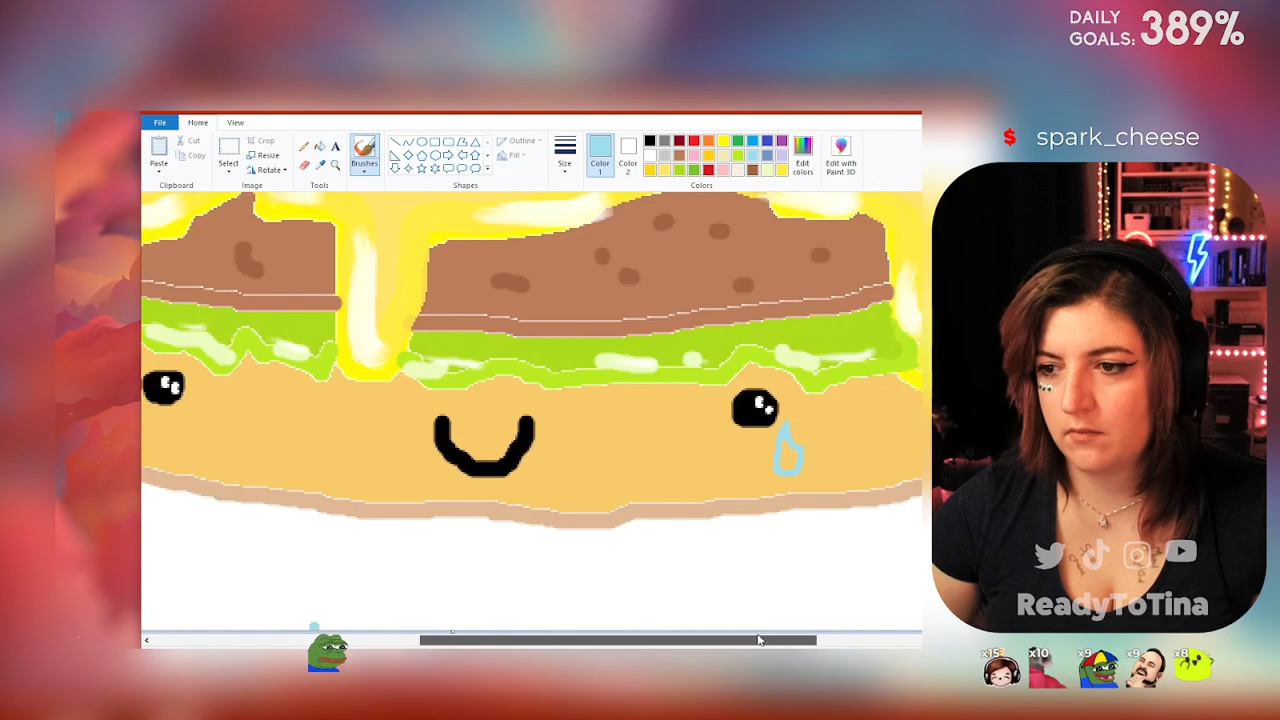 DAILY
GOALS: 389%
$ spark_cheese
File Home View
Paste
Cut
Copy
Clipboard
Select
Crop
Resize
Rotate
Image
A
Tools
Brushes
Outline
Fill
Shapes
Size
Color
1
Color
2
Colors
Edit
colors
Edit with
Paint 3D
ReadyToTina
x15 x10 x9 x9 x8